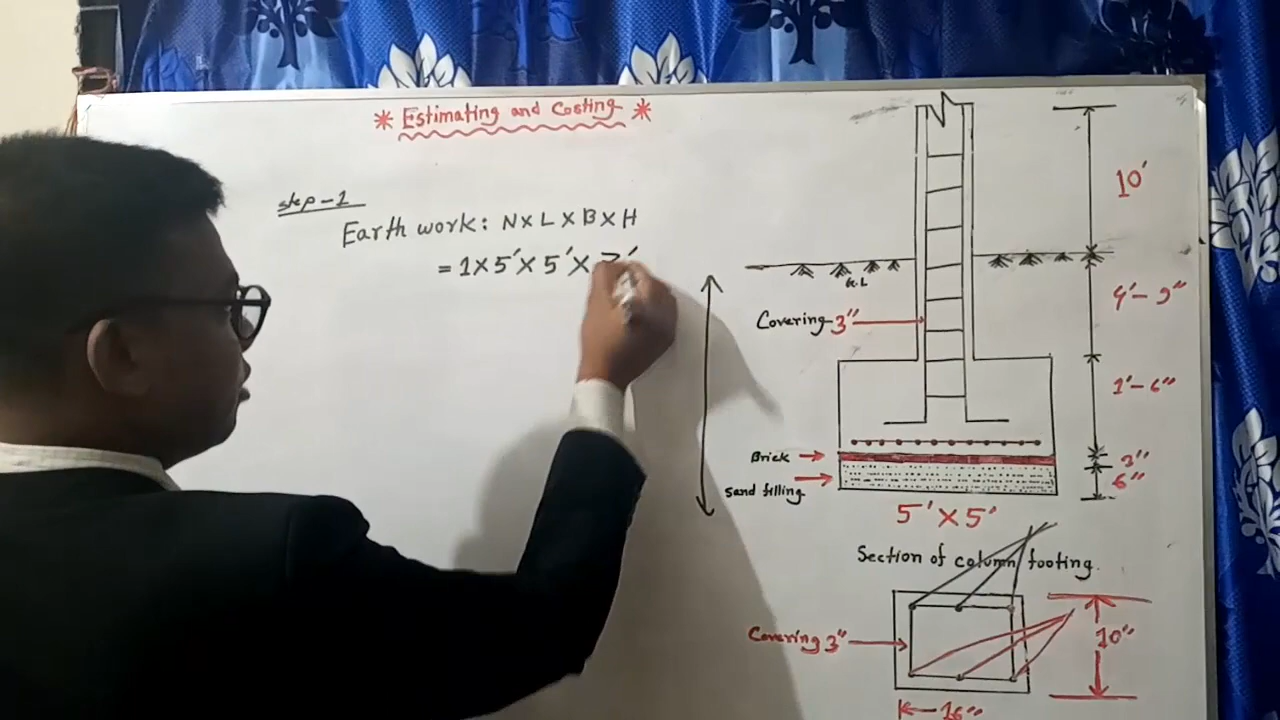 * Estimating and Costing *
Step-1
Earth work: N×L×B×H
= 1×5'×5'×7'
10'
G.L
4'-9"
Covering 3"
1'-6"
Brick
3"
Sand filling
6"
5'×5'
Section of column footing.
Covering 3"
10"
16"